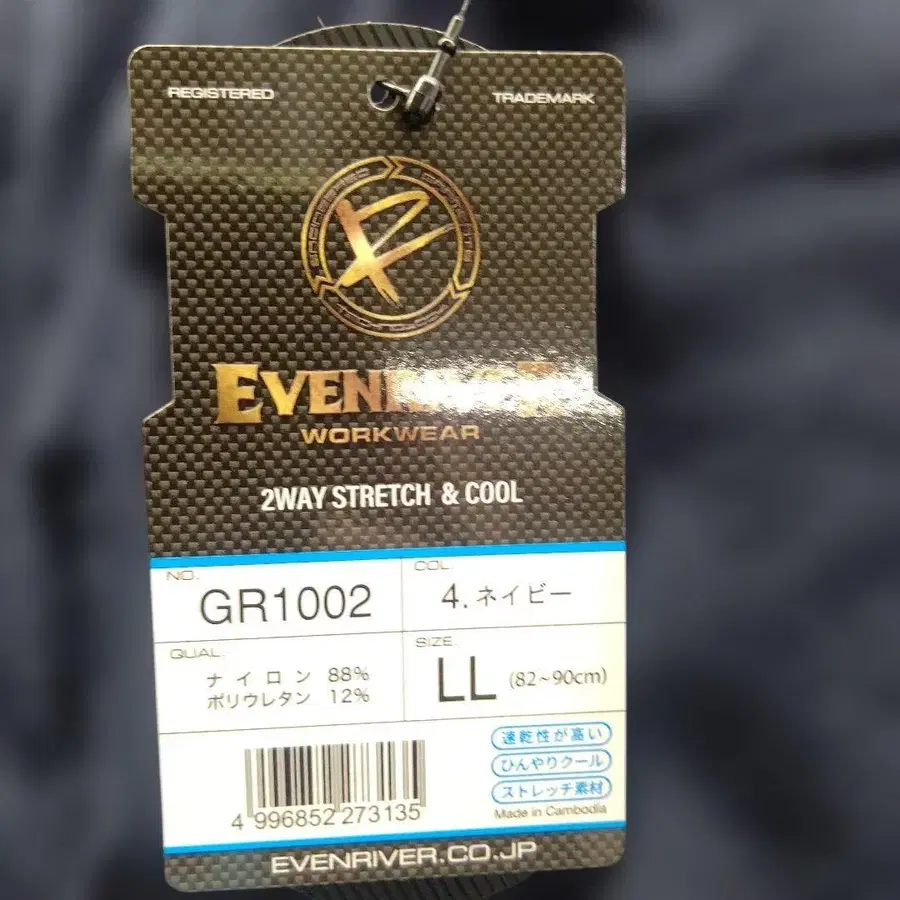 REGISTERED
TRADEMARK
WORKWEAR
2WAY STRETCH & COOL
NO.
GR1002
COL.
4.ネイビー
QUAL.
ナイロン 88%
ポリウレタン 12%
SIZE.
LL (82~90cm)
速乾性が高い
ひんやりクール
ストレッチ素材
Made in Cambodia
4 996852 273135
EVENRIVER.CO.JP